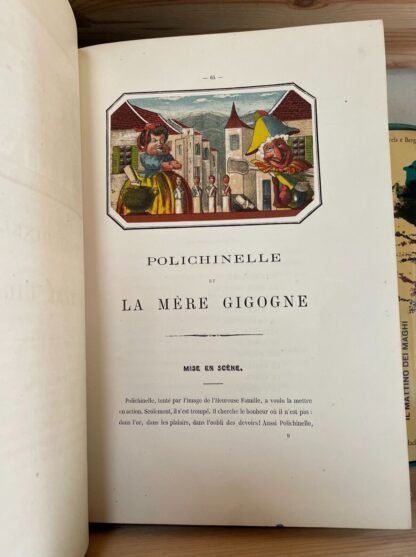 — 65 —
POLICHINELLE
ET
LA MÈRE GIGOGNE
MISE EN SCÈNE.
Polichinelle, tenté par l'image de l'Heureuse Famille, a voulu la mettre
en action. Seulement, il s'est trompé, il cherche le bonheur où il n'est pas :
dans l'or, dans les plaisirs, dans l'oubli des devoirs! Aussi Polichinelle,
9
IL MATTINO DEI MAGHI